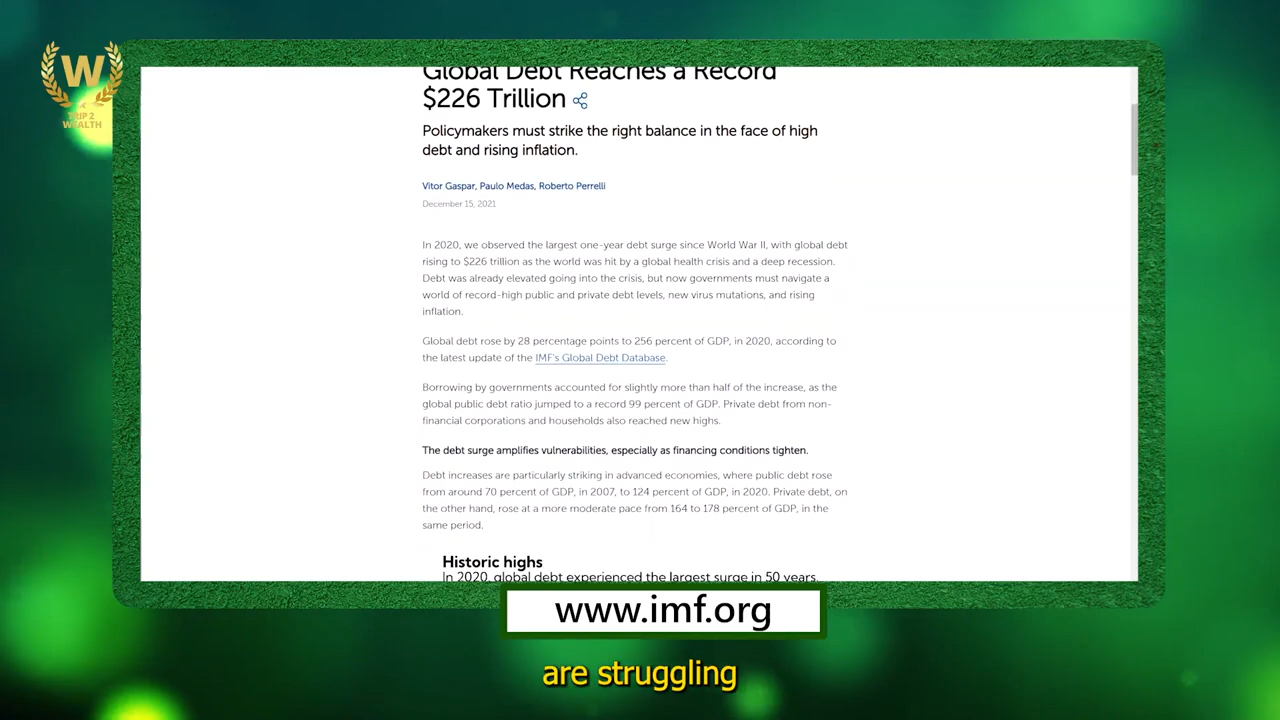 W
TRIP 2
WEALTH
Global Debt Reaches a Record
$226 Trillion
Policymakers must strike the right balance in the face of high
debt and rising inflation.
Vitor Gaspar, Paulo Medas, Roberto Perrelli
December 15, 2021
In 2020, we observed the largest one-year debt surge since World War II, with global debt
rising to $226 trillion as the world was hit by a global health crisis and a deep recession.
Debt was already elevated going into the crisis, but now governments must navigate a
world of record-high public and private debt levels, new virus mutations, and rising
inflation.
Global debt rose by 28 percentage points to 256 percent of GDP, in 2020, according to
the latest update of the IMF's Global Debt Database.
Borrowing by governments accounted for slightly more than half of the increase, as the
global public debt ratio jumped to a record 99 percent of GDP. Private debt from non-
financial corporations and households also reached new highs.
The debt surge amplifies vulnerabilities, especially as financing conditions tighten.
Debt increases are particularly striking in advanced economies, where public debt rose
from around 70 percent of GDP, in 2007, to 124 percent of GDP, in 2020. Private debt, on
the other hand, rose at a more moderate pace from 164 to 178 percent of GDP, in the
same period.
Historic highs
In 2020, global debt experienced the largest surge in 50 years.
www.imf.org
are struggling